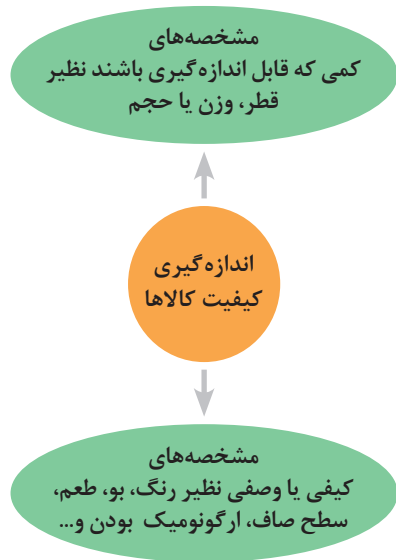 مشخصه‌های
کمی که قابل اندازه‌گیری باشند نظیر
قطر، وزن یا حجم
اندازه‌گیری
کیفیت کالاها
مشخصه‌های
کیفی یا وصفی نظیر رنگ، بو، طعم،
سطح صاف، ارگونومیک بودن و...